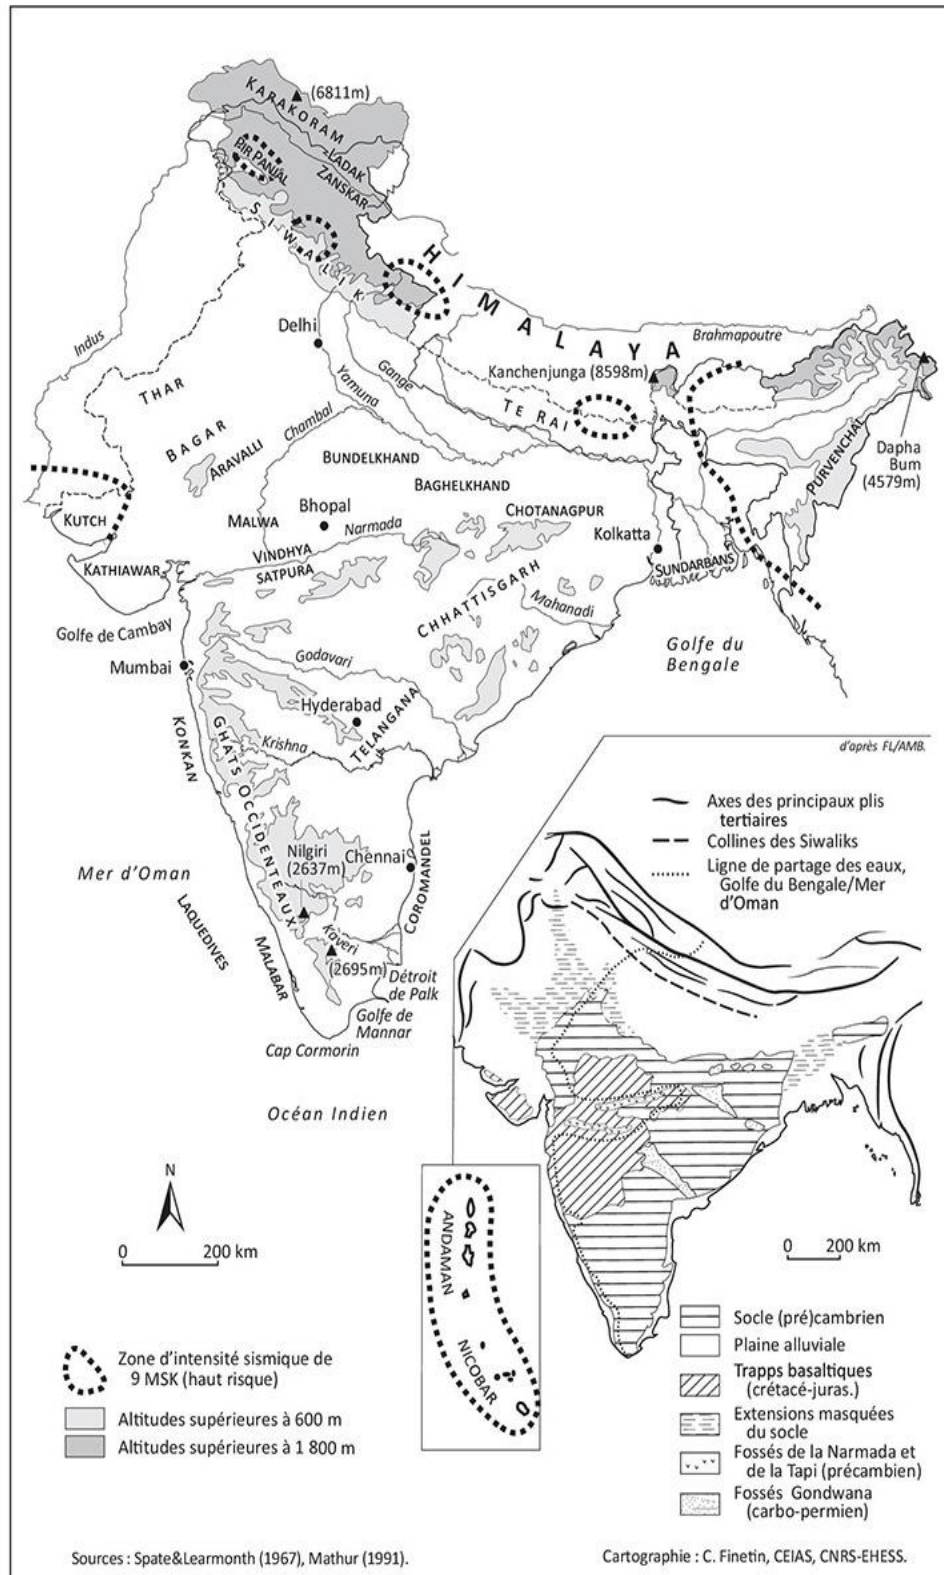 KARAKORAM
(6811m)
LADAK
PIR PANJAL
ZANSKAR
SIWALIK
HIMALAYA
Delhi
Indus
Brahmapoutre
Kanchenjunga (8598m)
THAR
Yamuna
Gange
TERAI
Chambal
BAGAR
ARAVALLI
BUNDELKHAND
PURVENCHAL
Dapha
Bum
(4579m)
BAGHELKHAND
KUTCH
MALWA
Bhopal
Narmada
CHOTANAGPUR
Kolkatta
VINDHYA
SATPURA
KATHIAWAR
SUNDARBANS
CHHATTISGARH
Mahanadi
Golfe de Cambay
Mumbai
Godavari
Golfe du
Bengale
Hyderabad
TELANGANA
KONKAN
GHATS OCCIDENTEAUX
Krishna
Mer d'Oman
Nilgiri
(2637m)
Chennai
COROMANDEL
LAQUEDIVES
MALABAR
Kaveri
(2695m)
Détroit
de Palk
Golfe de
Mannar
Cap Cormorin
Océan Indien
d'après FL/AMB.
Axes des principaux plis
tertiaires
Collines des Siwaliks
Ligne de partage des eaux,
Golfe du Bengale/Mer
d'Oman
N
0 200 km
ANDAMAN
NICOBAR
0 200 km
Zone d'intensité sismique de
9 MSK (haut risque)
Altitudes supérieures à 600 m
Altitudes supérieures à 1 800 m
Socle (pré)cambrien
Plaine alluviale
Trapps basaltiques
(crétacé-juras.)
Extensions masquées
du socle
Fossés de la Narmada et
de la Tapi (précambien)
Fossés Gondwana
(carbo-permien)
Sources : Spate&Learmonth (1967), Mathur (1991).
Cartographie : C. Finetin, CEIAS, CNRS-EHESS.